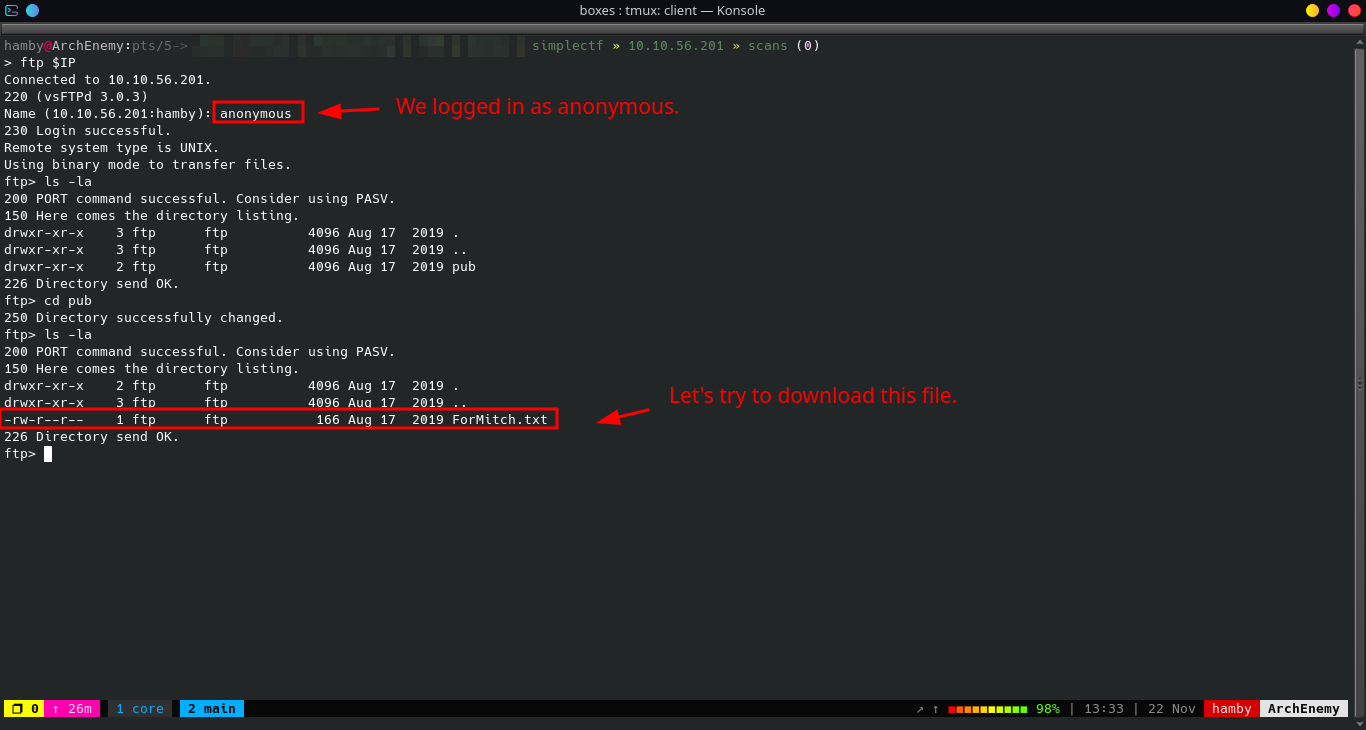 boxes : tmux: client — Konsole
hamby@ArchEnemy:pts/5-> simplectf » 10.10.56.201 » scans (0)
> ftp $IP
Connected to 10.10.56.201.
220 (vsFTPd 3.0.3)
Name (10.10.56.201:hamby): anonymous
We logged in as anonymous.
230 Login successful.
Remote system type is UNIX.
Using binary mode to transfer files.
ftp> ls -la
200 PORT command successful. Consider using PASV.
150 Here comes the directory listing.
drwxr-xr-x    3 ftp      ftp          4096 Aug 17  2019 .
drwxr-xr-x    3 ftp      ftp          4096 Aug 17  2019 ..
drwxr-xr-x    2 ftp      ftp          4096 Aug 17  2019 pub
226 Directory send OK.
ftp> cd pub
250 Directory successfully changed.
ftp> ls -la
200 PORT command successful. Consider using PASV.
150 Here comes the directory listing.
drwxr-xr-x    2 ftp      ftp          4096 Aug 17  2019 .
drwxr-xr-x    3 ftp      ftp          4096 Aug 17  2019 ..
Let's try to download this file.
-rw-r--r--    1 ftp      ftp           166 Aug 17  2019 ForMitch.txt
226 Directory send OK.
ftp>
0 ↑ 26m 1 core 2 main ↗ ↑ 98% | 13:33 | 22 Nov hamby ArchEnemy